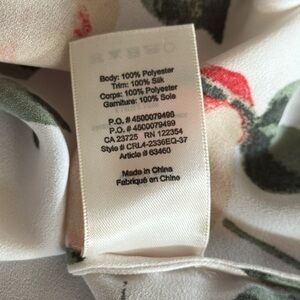 Body: 100% Polyester
Trim: 100% Silk
Corps: 100% Polyester
Garniture: 100% Soie
P.O. # 4500079498
P.O. # 4500079499
CA 23725 RN 122354
Style # CRL4-2336EQ-37
Article # 63460
Made in China
Fabriqué en Chine